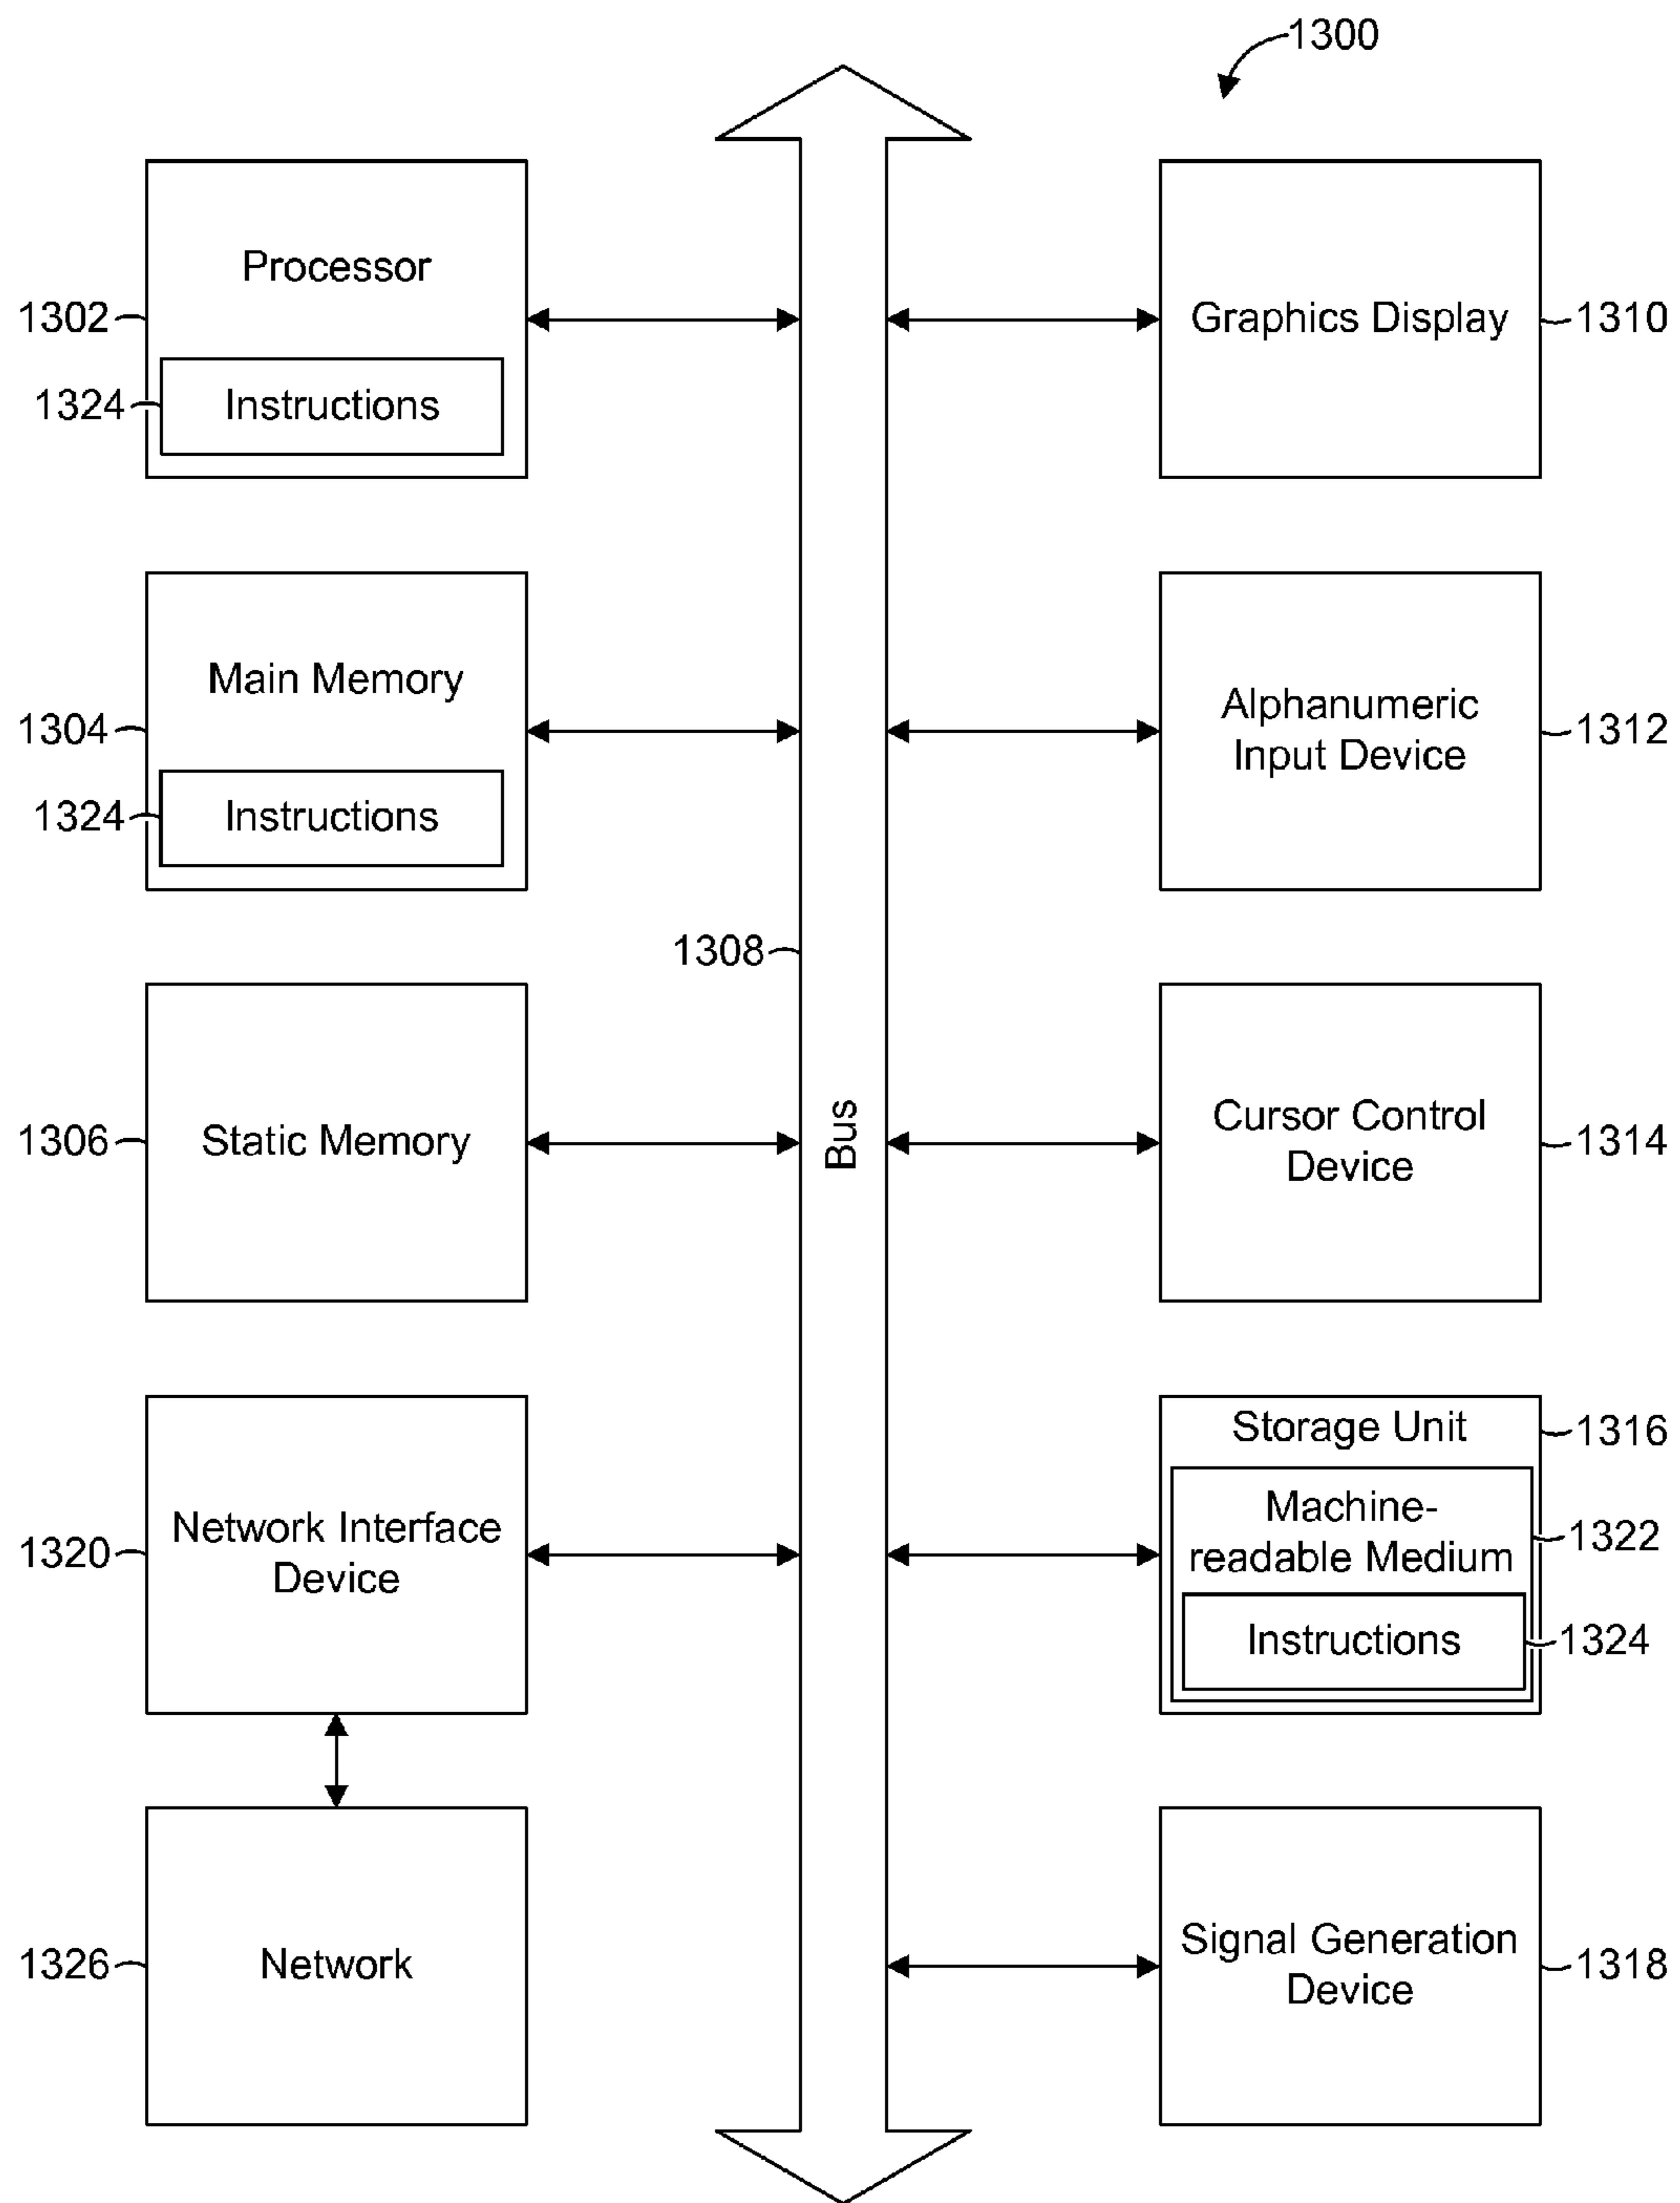 1300
Processor
1302
1324
Instructions
Graphics Display
1310
Main Memory
1304
1324
Instructions
Alphanumeric
Input Device
1312
1308
Bus
Static Memory
1306
Cursor Control
Device
1314
Network Interface
Device
1320
Storage Unit
1316
Machine-
readable Medium
1322
Instructions
1324
Network
1326
Signal Generation
Device
1318